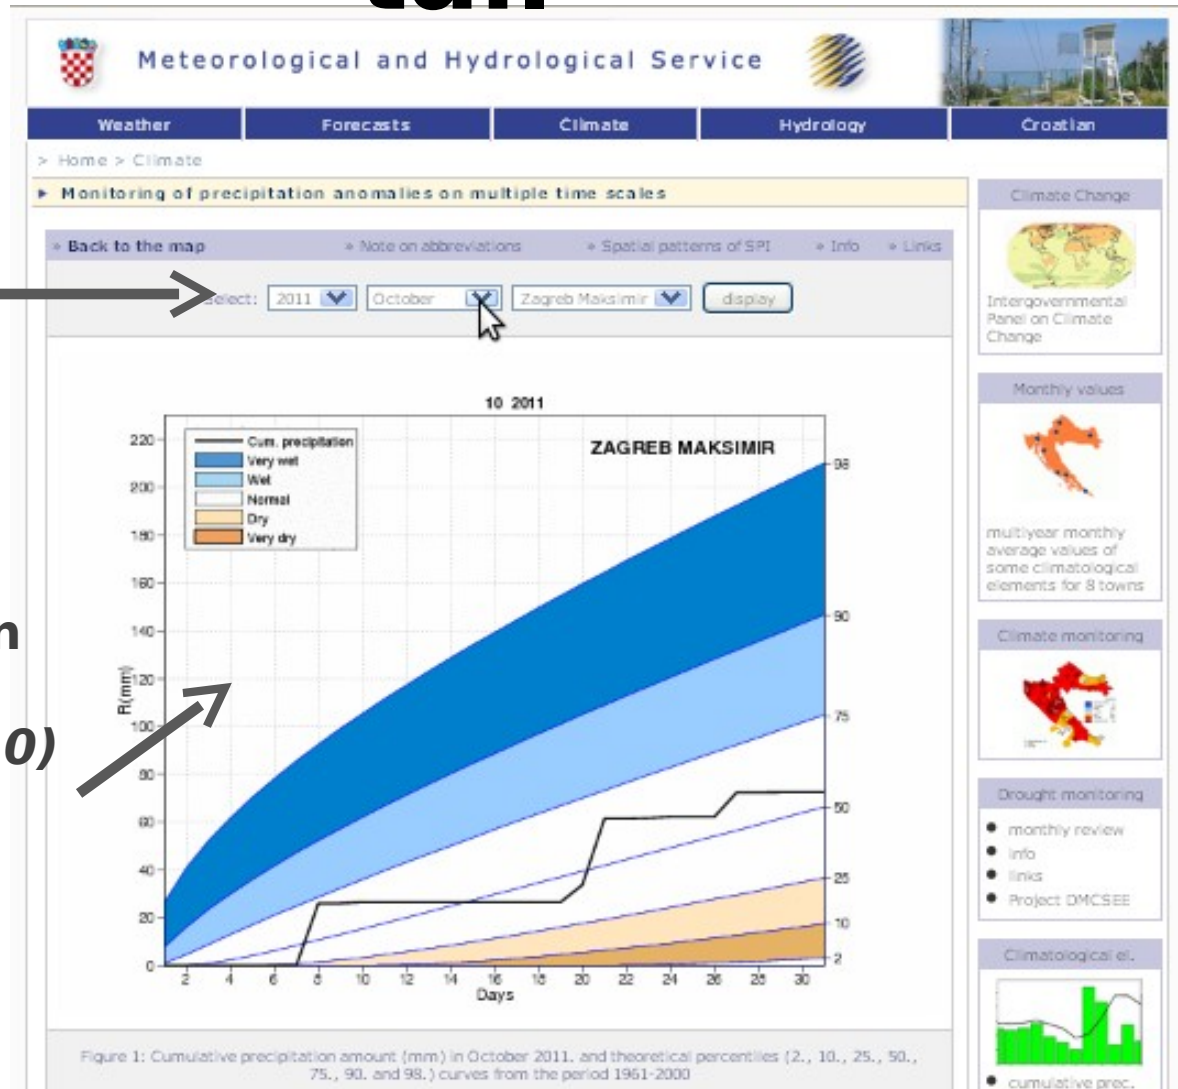 Meteorological and Hydrological Service
Weather Forecasts Climate Hydrology Croatian
> Home > Climate
Monitoring of precipitation anomalies on multiple time scales
» Back to the map » Note on abbreviations » Spatial patterns of SPI » Info » Links
Select: 2011 October Zagreb Maksimir display
10 2011
ZAGREB MAKSIMIR
Cum. precipitation
Very wet
Wet
Normal
Dry
Very dry
220
200
180
160
140
120
100
80
60
40
20
0
R(mm)
98
90
75
50
25
10
2
2 4 6 8 10 12 14 16 18 20 22 24 26 28 30
Days
Figure 1: Cumulative precipitation amount (mm) in October 2011. and theoretical percentiles (2., 10., 25., 50.,
75., 90. and 98.) curves from the period 1961-2000
n
0)
Climate Change
Intergovernmental
Panel on Climate
Change
Monthly values
multiyear monthly
average values of
some climatological
elements for 8 towns
Climate monitoring
Drought monitoring
monthly review
info
links
Project DMCSEE
Climatological el.
cumulative prec.